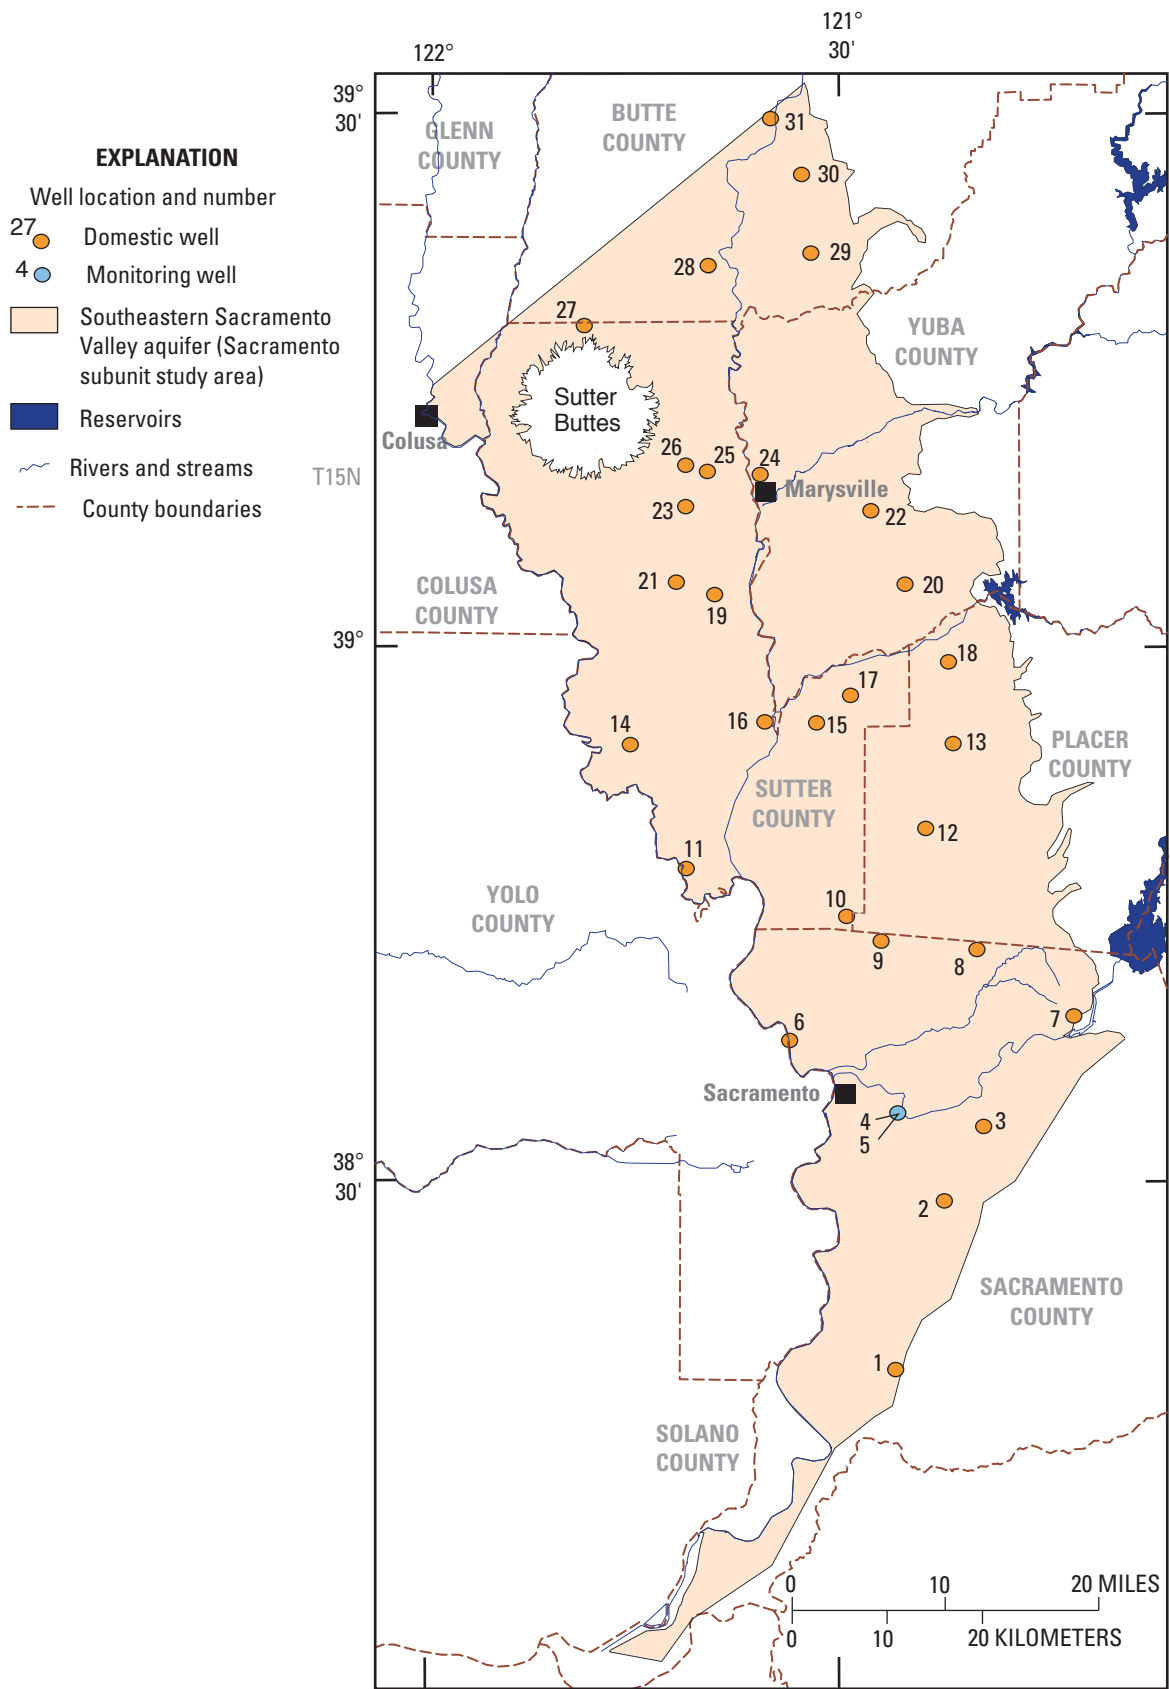 121°
122°
30'
39°
30'
EXPLANATION
Well location and number
27
Domestic well
4
Monitoring well
Southeastern Sacramento
Valley aquifer (Sacramento
subunit study area)
Reservoirs
Rivers and streams
County boundaries
T15N
GLENN
COUNTY
BUTTE
COUNTY
31
30
29
28
27
YUBA
COUNTY
Sutter
Buttes
Colusa
26
25
24
Marysville
23
22
21
20
19
COLUSA
COUNTY
39°
18
17
16
15
14
13
PLACER
COUNTY
SUTTER
COUNTY
12
11
YOLO
COUNTY
10
9
8
7
6
Sacramento
4
5
3
38°
30'
2
SACRAMENTO
COUNTY
1
SOLANO
COUNTY
0
10
20 MILES
0
10
20 KILOMETERS